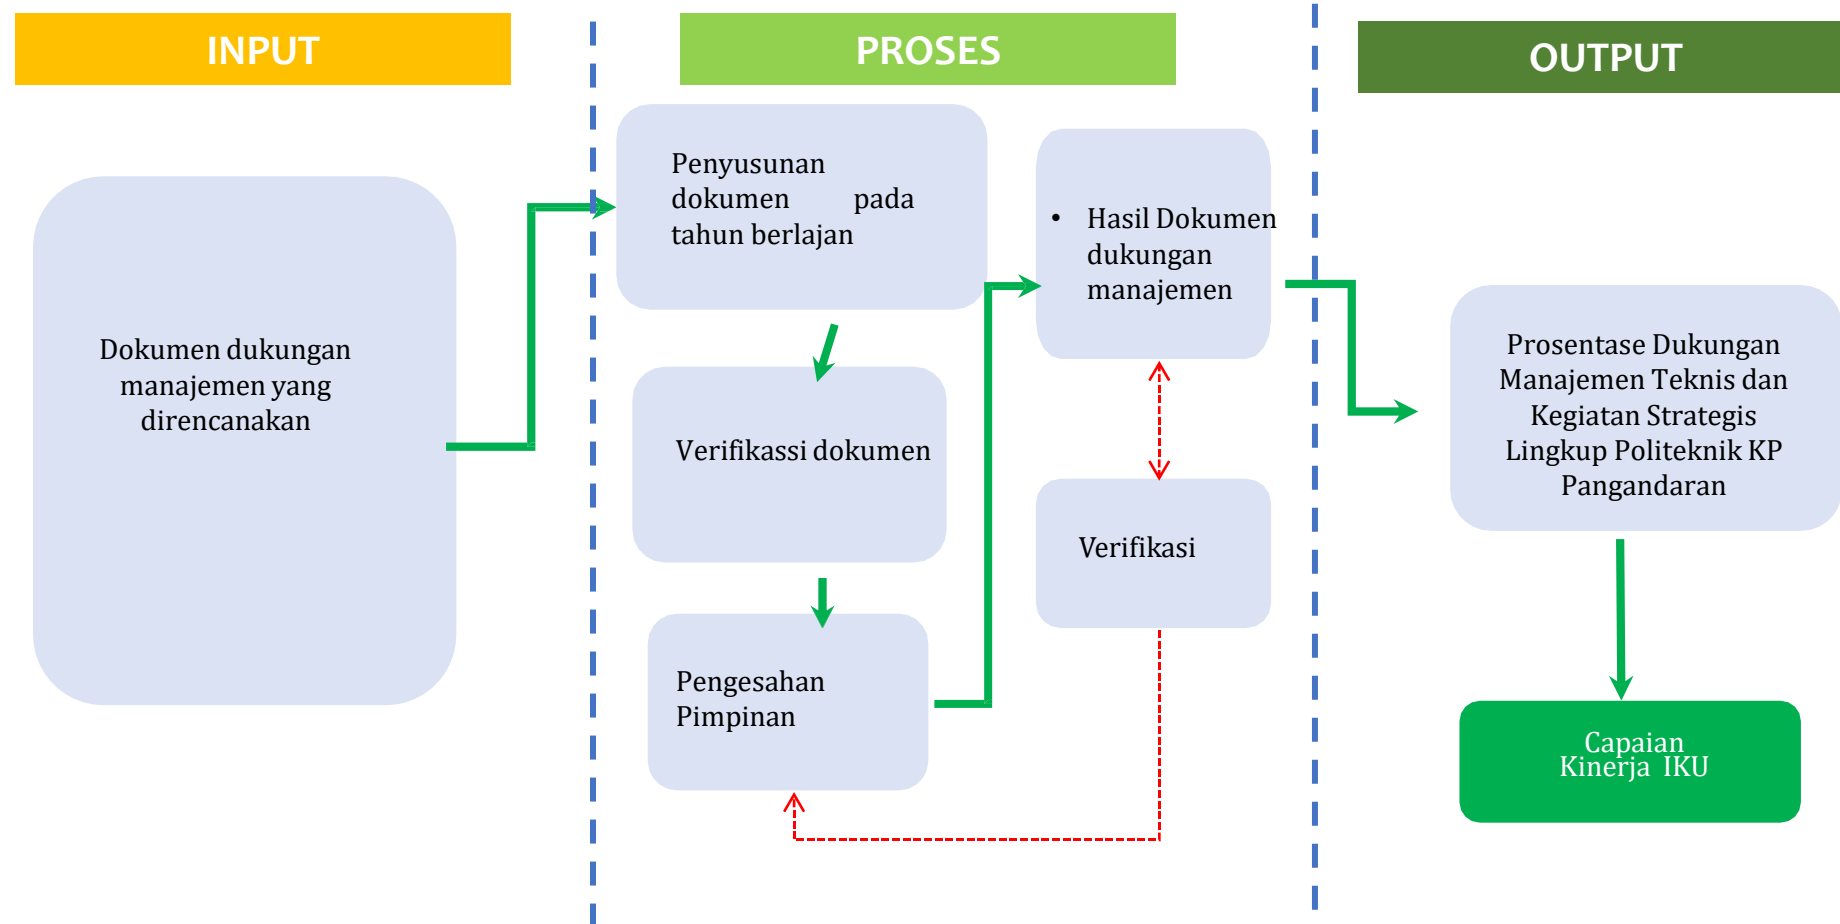 INPUT
PROSES
OUTPUT
Dokumen dukungan
manajemen yang
direncanakan
Penyusunan
dokumen pada
tahun berlajan
Verifikassi dokumen
Pengesahan
Pimpinan
• Hasil Dokumen
dukungan
manajemen
Verifikasi
Prosentase Dukungan
Manajemen Teknis dan
Kegiatan Strategis
Lingkup Politeknik KP
Pangandaran
Capaian
Kinerja IKU